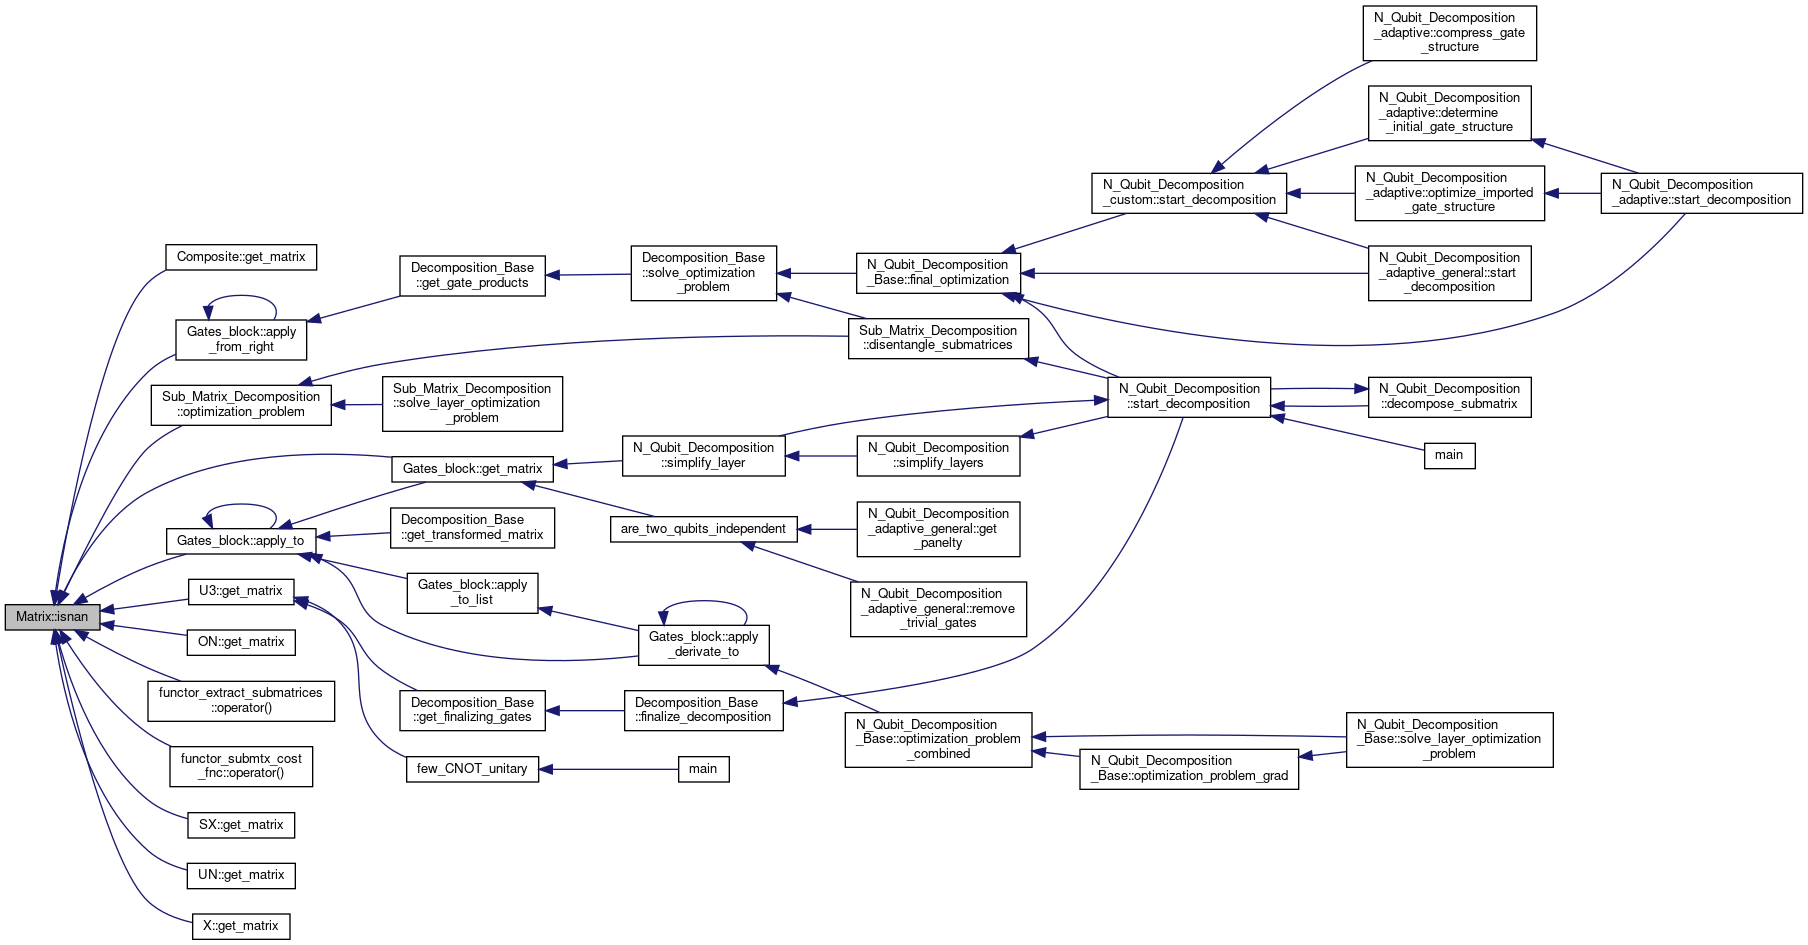 N_Qubit_Decomposition
_adaptive::compress_gate
_structure
N_Qubit_Decomposition
_adaptive::determine
_initial_gate_structure
N_Qubit_Decomposition
_custom::start_decomposition
N_Qubit_Decomposition
_adaptive::optimize_imported
_gate_structure
N_Qubit_Decomposition
_adaptive::start_decomposition
Composite::get_matrix
Decomposition_Base
::get_gate_products
Decomposition_Base
::solve_optimization
_problem
N_Qubit_Decomposition
_Base::final_optimization
N_Qubit_Decomposition
_adaptive_general::start
_decomposition
Gates_block::apply
_from_right
Sub_Matrix_Decomposition
::disentangle_submatrices
Sub_Matrix_Decomposition
::optimization_problem
Sub_Matrix_Decomposition
::solve_layer_optimization
_problem
N_Qubit_Decomposition
::start_decomposition
N_Qubit_Decomposition
::decompose_submatrix
Gates_block::get_matrix
N_Qubit_Decomposition
::simplify_layer
N_Qubit_Decomposition
::simplify_layers
main
Gates_block::apply_to
Decomposition_Base
::get_transformed_matrix
are_two_qubits_independent
N_Qubit_Decomposition
_adaptive_general::get
_panelty
U3::get_matrix
Gates_block::apply
_to_list
N_Qubit_Decomposition
_adaptive_general::remove
_trivial_gates
Matrix::isnan
ON::get_matrix
Gates_block::apply
_derivate_to
functor_extract_submatrices
::operator()
Decomposition_Base
::get_finalizing_gates
Decomposition_Base
::finalize_decomposition
N_Qubit_Decomposition
_Base::optimization_problem
_combined
N_Qubit_Decomposition
_Base::solve_layer_optimization
_problem
functor_submtx_cost
_fnc::operator()
few_CNOT_unitary
main
N_Qubit_Decomposition
_Base::optimization_problem_grad
SX::get_matrix
UN::get_matrix
X::get_matrix